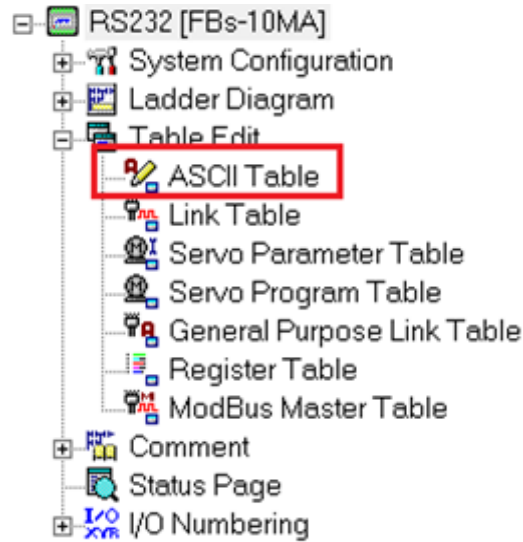 RS232 [FBs-10MA]
System Configuration
Ladder Diagram
Table Edit
ASCII Table
Link Table
Servo Parameter Table
Servo Program Table
General Purpose Link Table
Register Table
ModBus Master Table
Comment
Status Page
I/O Numbering